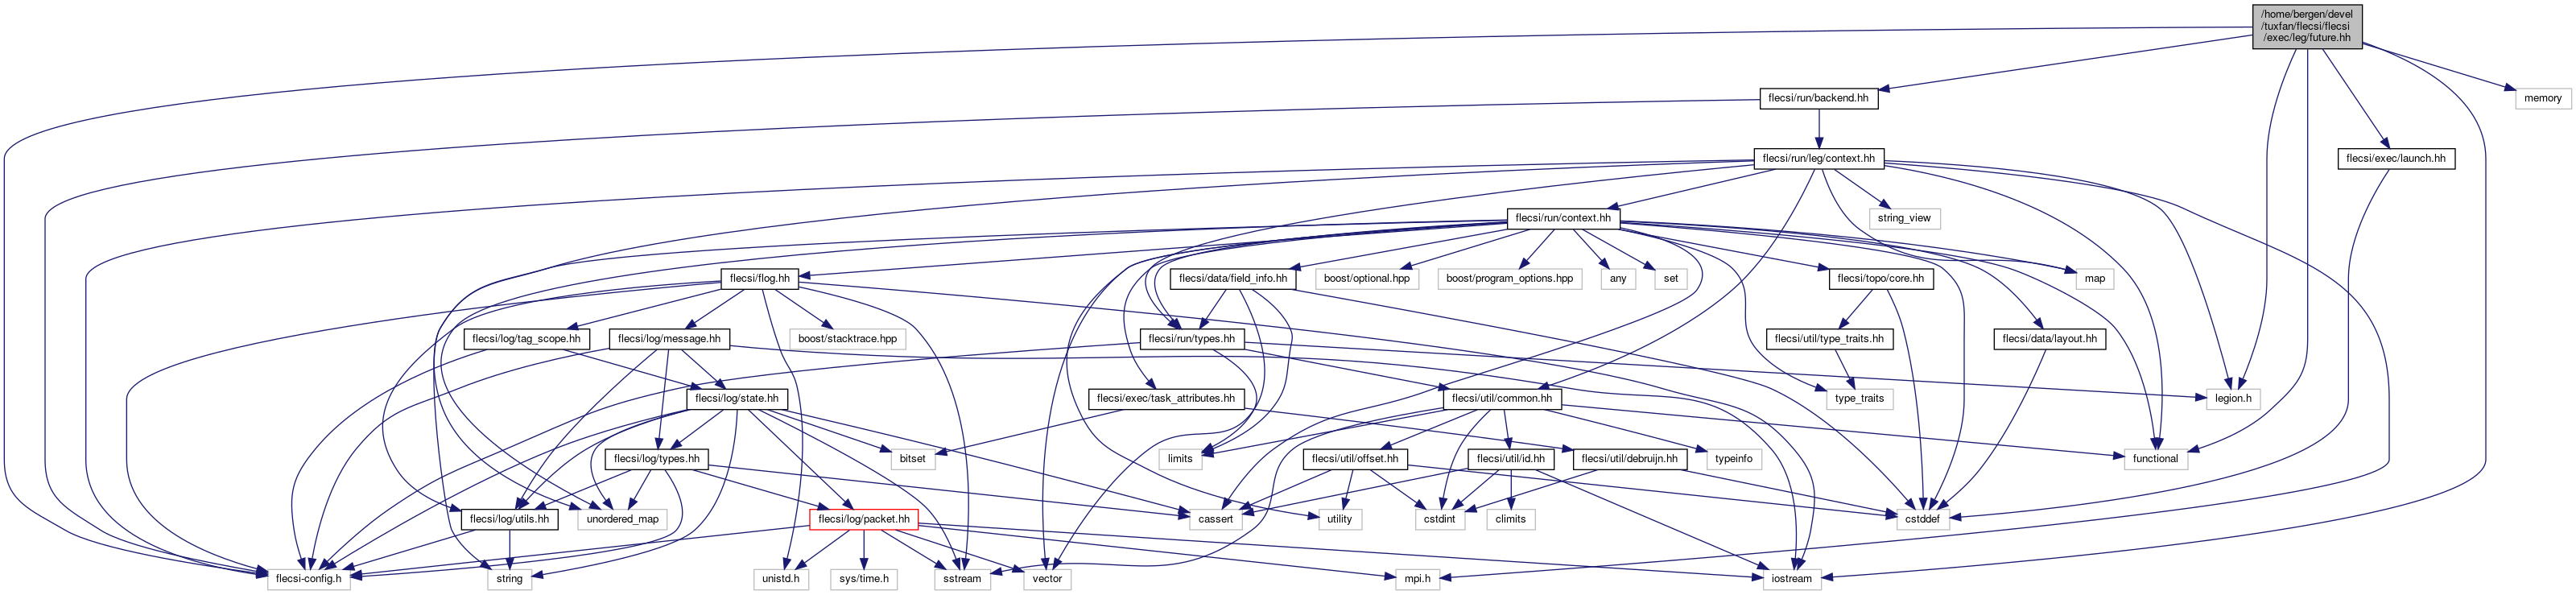 /home/bergen/devel
/tuxfan/flecsi/flecsi
/exec/leg/future.hh
flecsi/run/backend.hh
memory
flecsi/run/leg/context.hh
flecsi/exec/launch.hh
flecsi/run/context.hh
string_view
flecsi/flog.hh
flecsi/data/field_info.hh
boost/optional.hpp
boost/program_options.hpp
any
set
flecsi/topo/core.hh
map
flecsi/log/tag_scope.hh
flecsi/log/message.hh
boost/stacktrace.hpp
flecsi/run/types.hh
flecsi/util/type_traits.hh
flecsi/data/layout.hh
flecsi/log/state.hh
flecsi/exec/task_attributes.hh
flecsi/util/common.hh
type_traits
legion.h
flecsi/log/types.hh
bitset
limits
flecsi/util/offset.hh
flecsi/util/id.hh
flecsi/util/debruijn.hh
typeinfo
functional
flecsi/log/utils.hh
unordered_map
flecsi/log/packet.hh
cassert
utility
cstdint
climits
cstddef
flecsi-config.h
string
unistd.h
sys/time.h
sstream
vector
mpi.h
iostream